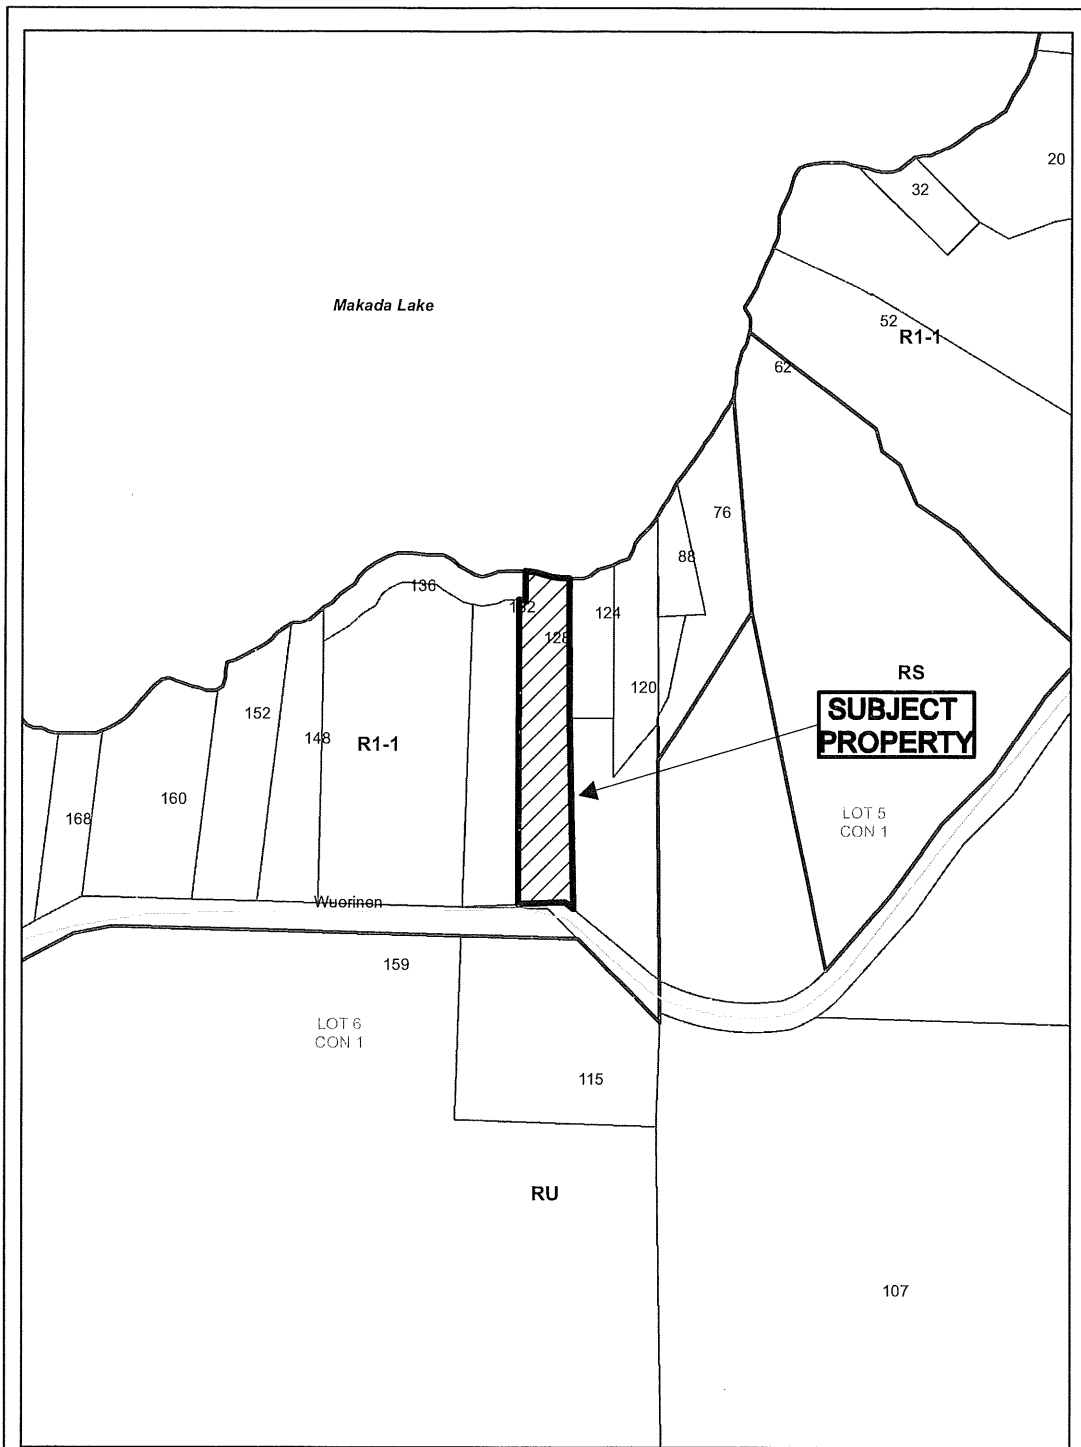 20
32
Makada Lake
52
R1-1
62
76
88
136
132
124
128
RS
120
SUBJECT
PROPERTY
152
148
R1-1
160
168
LOT 5
CON 1
Wuorinen
159
LOT 6
CON 1
115
RU
107